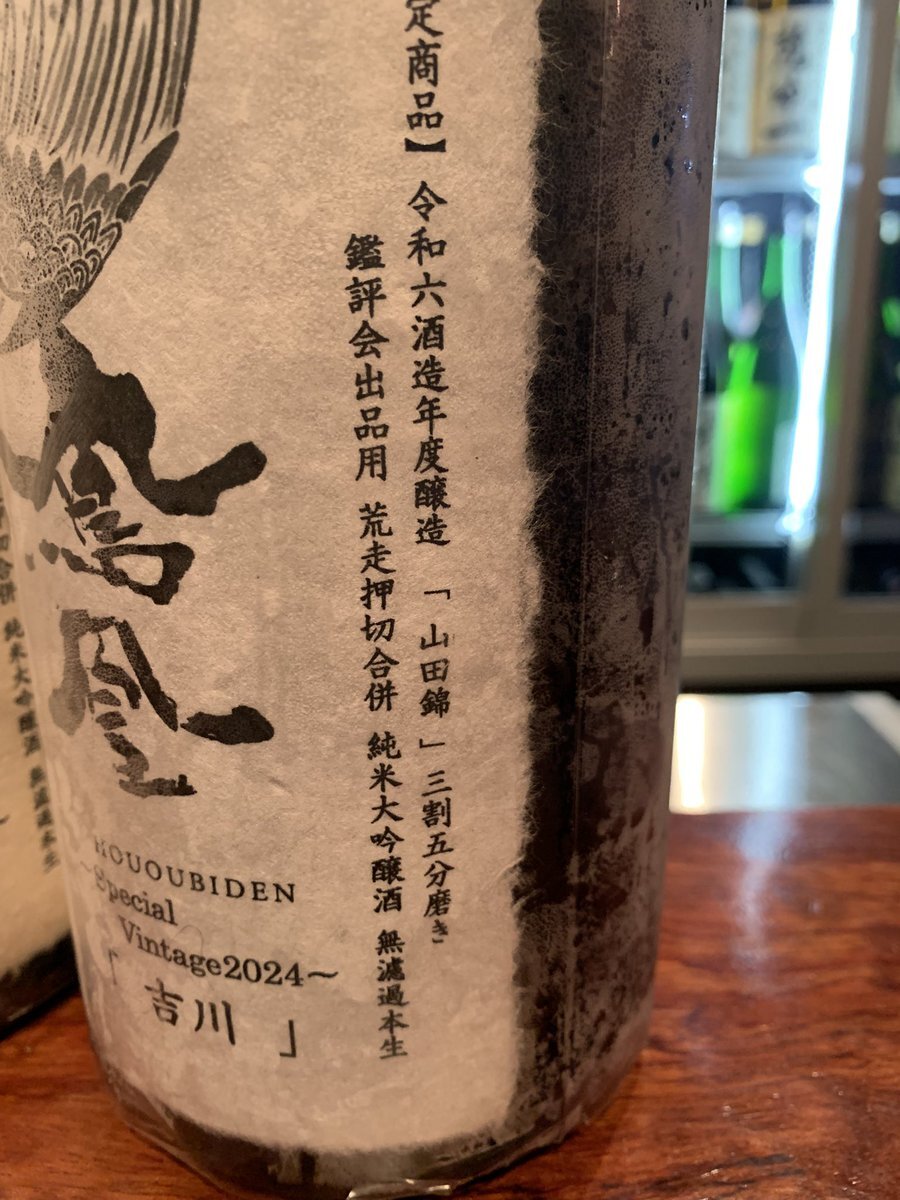 定商品】 令和六酒造年度醸造 「山田錦」三割五分磨き
鑑評会出品用 荒走押切合併 純米大吟醸酒 無濾過本生
鳳凰
HOUOUBIDEN
Special
Vintage2024～
「吉川」